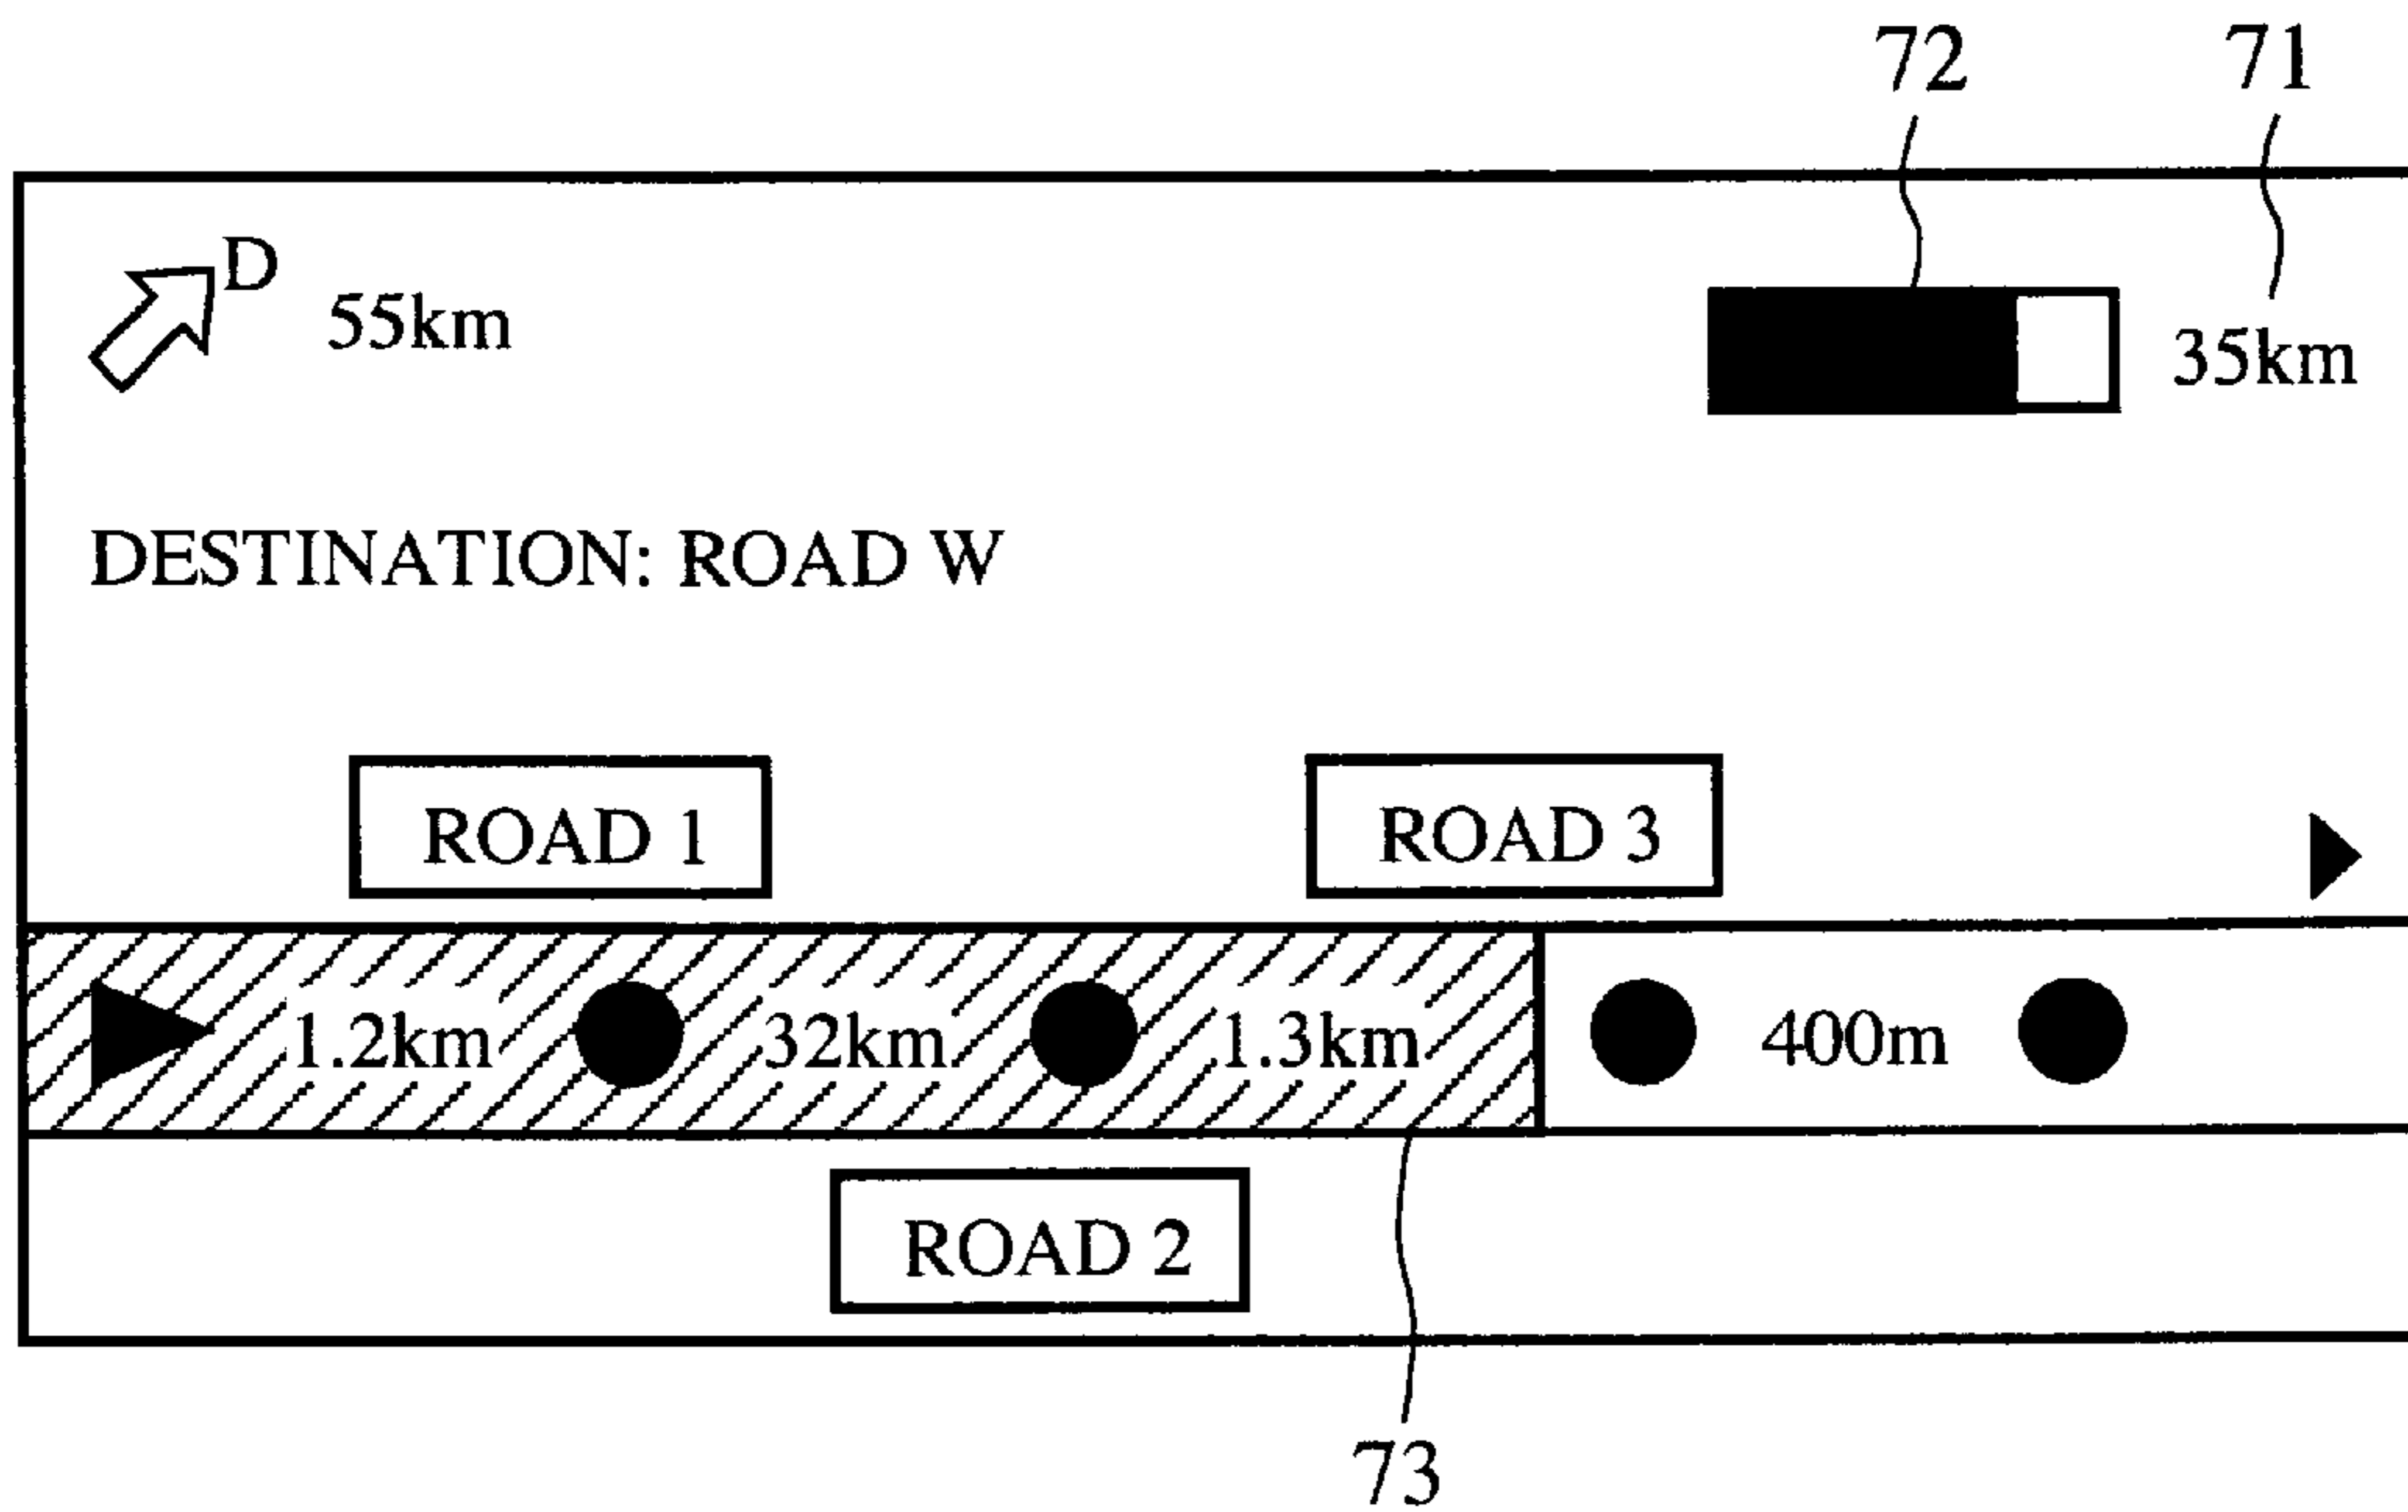 72 71
D
55km
35km
DESTINATION: ROAD W
ROAD 1
ROAD 3
1.2km 32km 1.3km 400m
ROAD 2
73